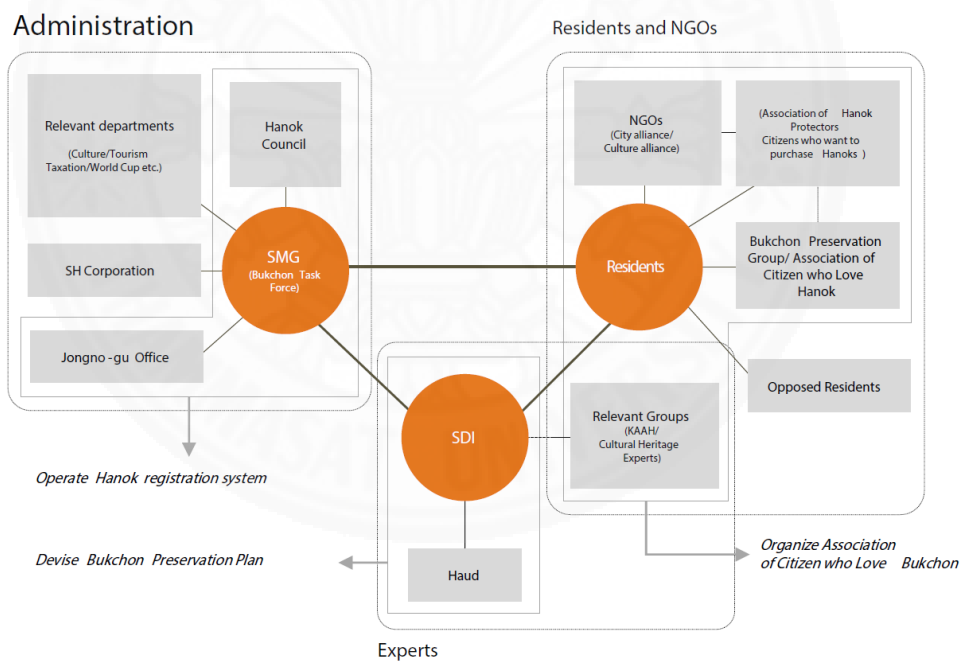 Administration
Residents and NGOs
Relevant departments
(Culture/Tourism
Taxation/World Cup etc.)
Hanok
Council
SMG
(Bukchon Task
Force)
SH Corporation
Jongno-gu Office
NGOs
(City alliance/
Culture alliance)
(Association of Hanok
Protectors
Citizens who want to
purchase Hanoks )
Residents
Bukchon Preservation
Group/ Association of
Citizen who Love
Hanok
Opposed Residents
SDI
Relevant Groups
(KAAH/
Cultural Heritage
Experts)
Haud
Operate Hanok registration system
Devise Bukchon Preservation Plan
Organize Association
of Citizen who Love Bukchon
Experts